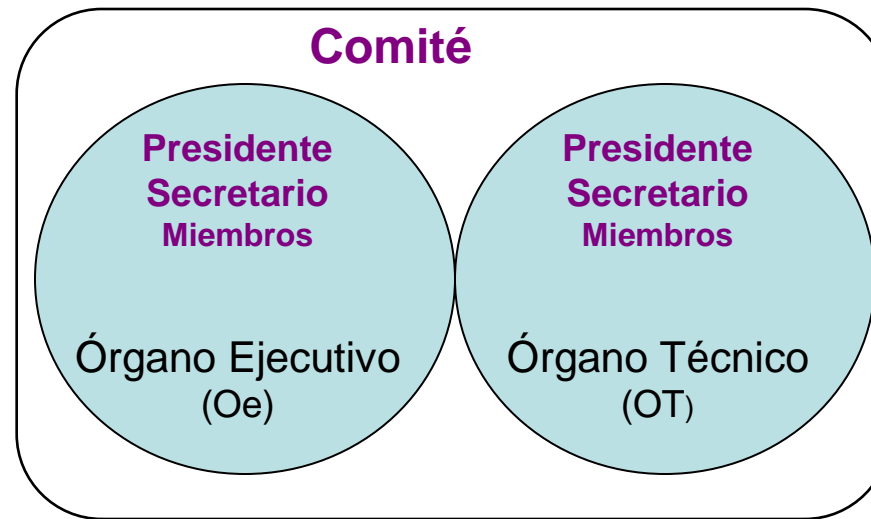 Comité
Presidente
Secretario
Miembros
Órgano Ejecutivo
(Oe)
Presidente
Secretario
Miembros
Órgano Técnico
(OT)